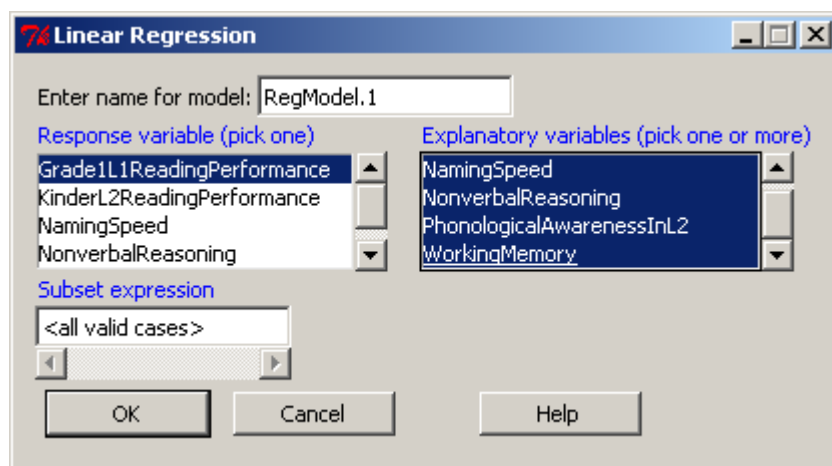 Linear Regression
Enter name for model: RegModel.1
Response variable (pick one)
Grade1L1ReadingPerformance
KinderL2ReadingPerformance
NamingSpeed
NonverbalReasoning
Explanatory variables (pick one or more)
NamingSpeed
NonverbalReasoning
PhonologicalAwarenessInL2
WorkingMemory
Subset expression
<all valid cases>
OK Cancel Help